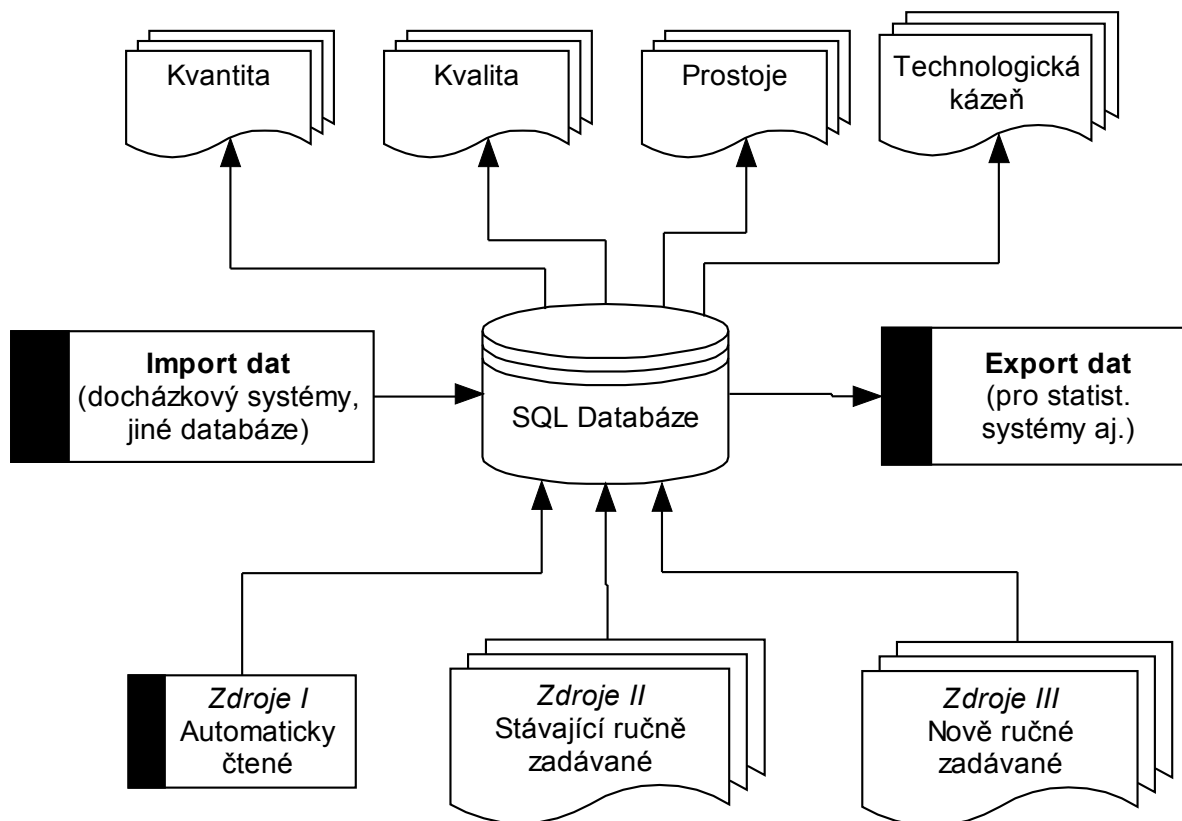 Kvantita
Kvalita
Prostoje
Technologická
kázeň
Import dat
(docházkový systémy,
jiné databáze)
SQL Databáze
Export dat
(pro statist.
systémy aj.)
Zdroje I
Automaticky
čtené
Zdroje II
Stávající ručně
zadávané
Zdroje III
Nově ručné
zadávané